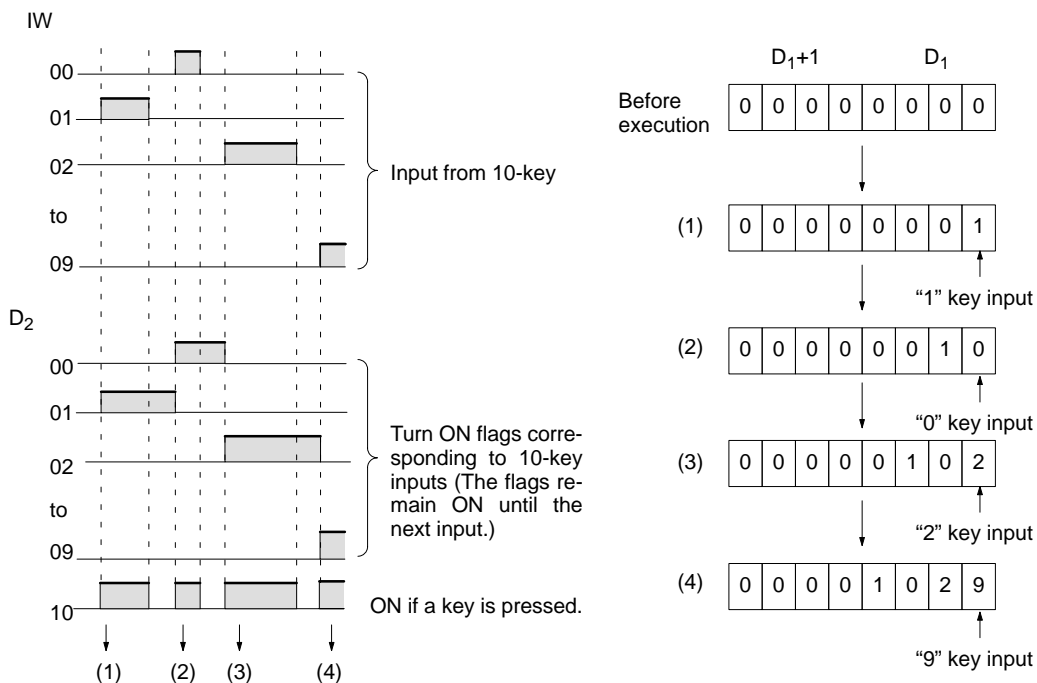 IW
00
01
02
to
09
Input from 10-key
D2
00
01
02
to
09
10
Turn ON flags corre-
sponding to 10-key
inputs (The flags re-
main ON until the
next input.)
ON if a key is pressed.
(1) (2) (3) (4)
D1+1 D1
Before
execution
0 0 0 0 0 0 0 0
(1) 0 0 0 0 0 0 0 1
“1” key input
(2) 0 0 0 0 0 0 1 0
“0” key input
(3) 0 0 0 0 0 1 0 2
“2” key input
(4) 0 0 0 0 1 0 2 9
“9” key input